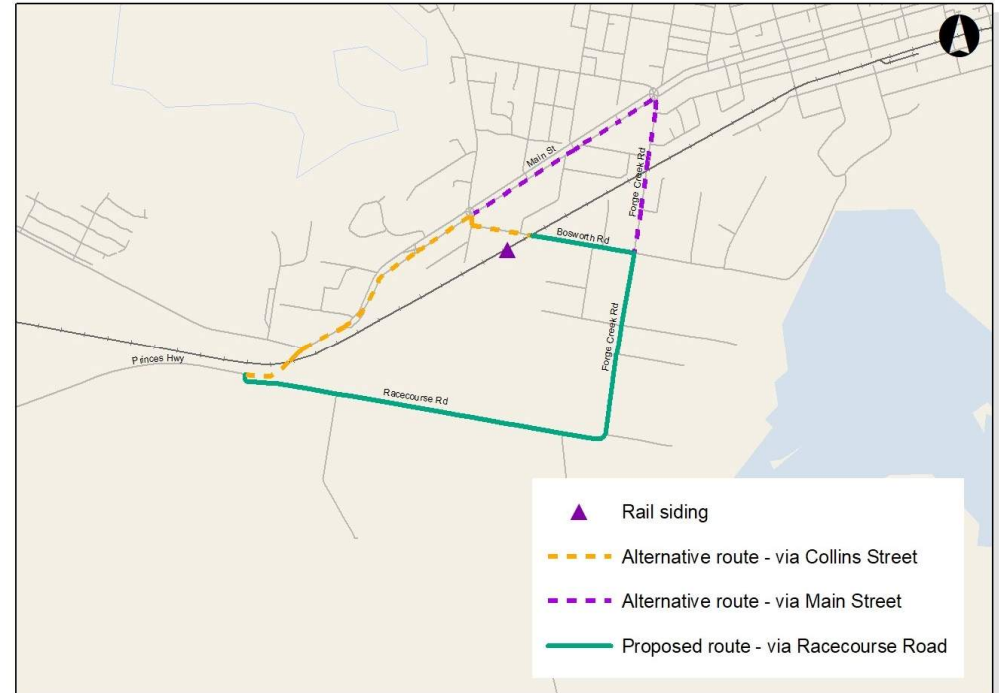 Main St
Forge Creek Rd
Bosworth Rd
Forge Creek Rd
Princes Hwy
Racecourse Rd
Rail siding
Alternative route - via Collins Street
Alternative route - via Main Street
Proposed route - via Racecourse Road